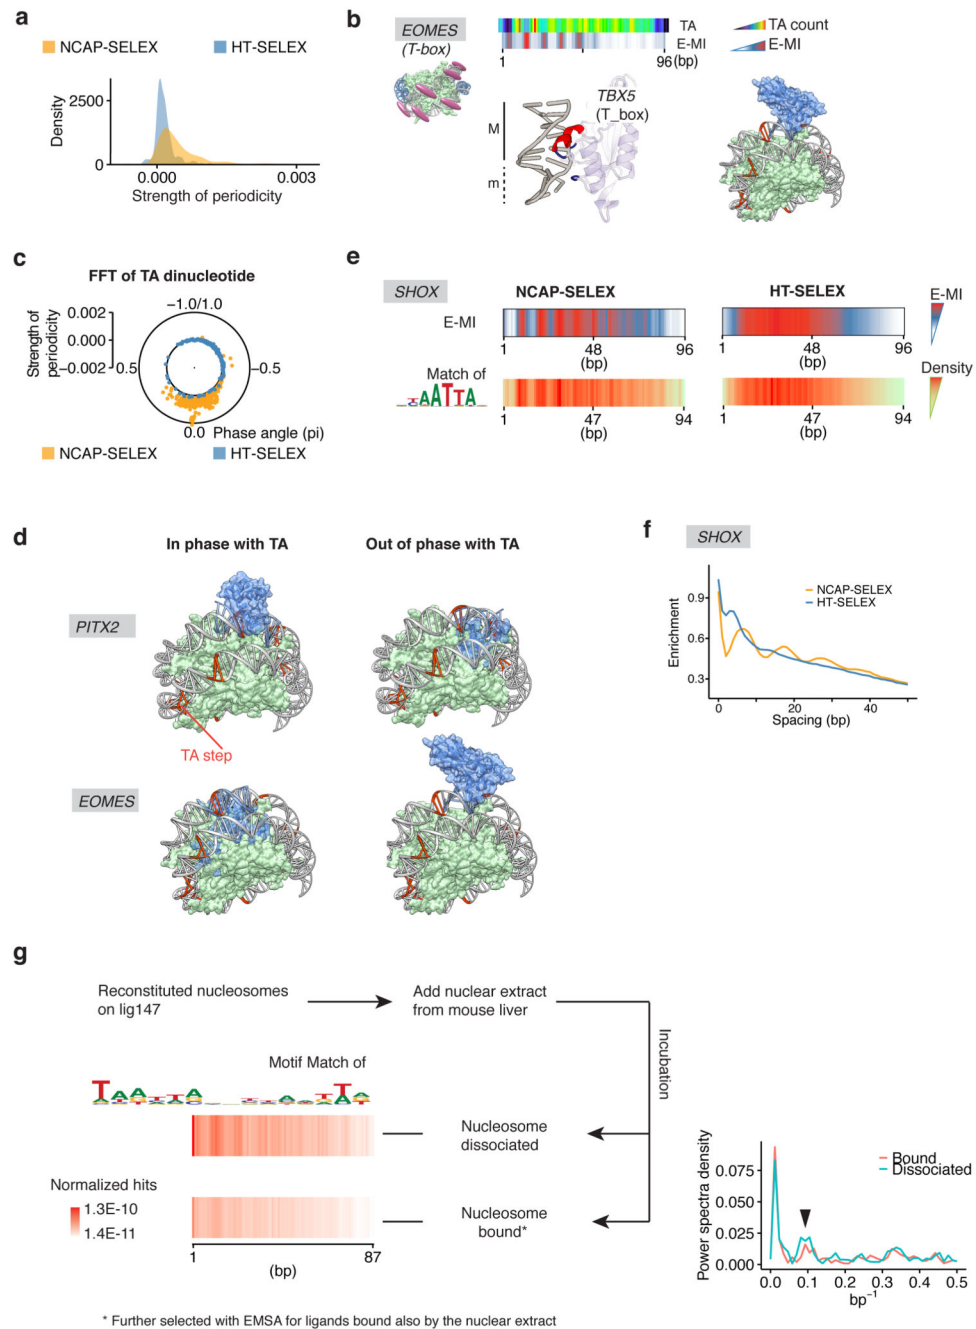 a
NCAP-SELEX HT-SELEX
Density
2500
0
0.000 0.003
Strength of periodicity
b
EOMES
(T-box)
TA
E-MI
1 96 (bp)
TA count
E-MI
TBX5
(T_box)
M
m
c
FFT of TA dinucleotide
−1.0/1.0
Strength of
periodicity
0.002
0.000
−0.002
0.5
−0.5
0.0 Phase angle (pi)
NCAP-SELEX HT-SELEX
e
SHOX
NCAP-SELEX HT-SELEX
E-MI
E-MI
1 48 96
(bp)
1 48 96
(bp)
Match of
AATTA
Density
1 47 94
(bp)
1 47 94
(bp)
d
In phase with TA Out of phase with TA
PITX2
TA step
EOMES
f
SHOX
NCAP-SELEX
HT-SELEX
Enrichment
0.9
0.6
0.3
0 20 40
Spacing (bp)
g
Reconstituted nucleosomes
on lig147
Add nuclear extract
from mouse liver
Incubation
Motif Match of
Nucleosome
dissociated
Normalized hits
1.3E-10
1.4E-11
Nucleosome
bound*
1 87
(bp)
Power spectra density
Bound
Dissociated
0.075
0.050
0.025
0.000
0.0 0.1 0.2 0.3 0.4 0.5
bp⁻¹
* Further selected with EMSA for ligands bound also by the nuclear extract